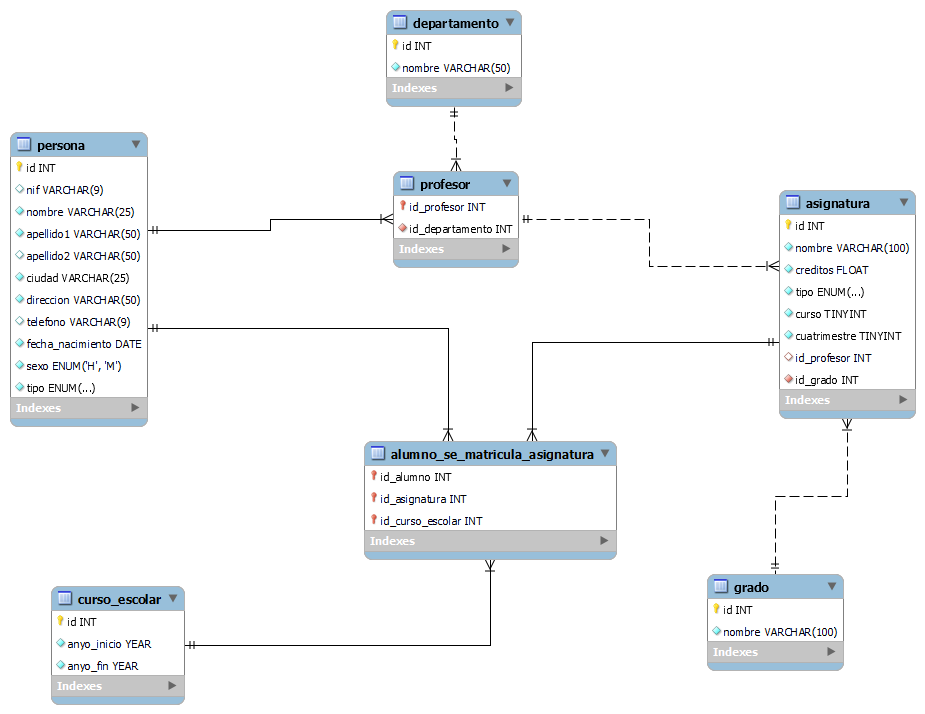 departamento
id INT
nombre VARCHAR(50)
Indexes
persona
id INT
nif VARCHAR(9)
nombre VARCHAR(25)
apellido1 VARCHAR(50)
apellido2 VARCHAR(50)
ciudad VARCHAR(25)
direccion VARCHAR(50)
telefono VARCHAR(9)
fecha_nacimiento DATE
sexo ENUM('H', 'M')
tipo ENUM(...)
Indexes
profesor
id_profesor INT
id_departamento INT
Indexes
asignatura
id INT
nombre VARCHAR(100)
creditos FLOAT
tipo ENUM(...)
curso TINYINT
cuatrimestre TINYINT
id_profesor INT
id_grado INT
Indexes
alumno_se_matricula_asignatura
id_alumno INT
id_asignatura INT
id_curso_escolar INT
Indexes
curso_escolar
id INT
anyo_inicio YEAR
anyo_fin YEAR
Indexes
grado
id INT
nombre VARCHAR(100)
Indexes